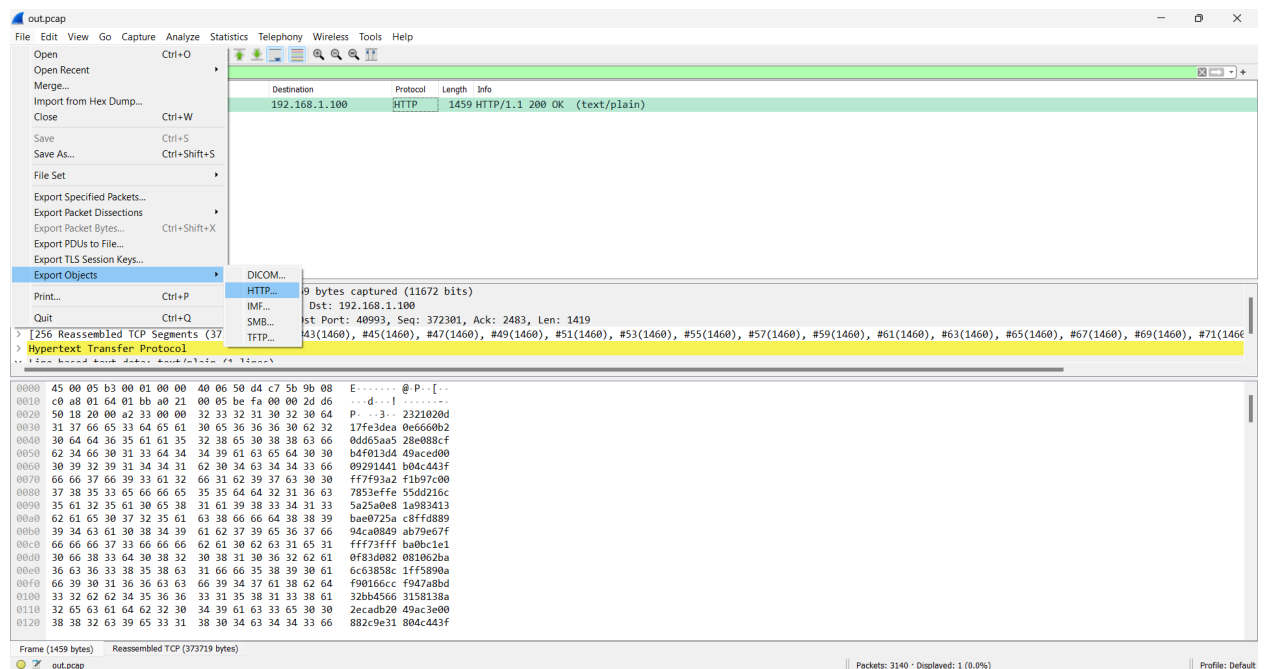 out.pcap
File Edit View Go Capture Analyze Statistics Telephony Wireless Tools Help
Open Ctrl+O
Open Recent
Merge...
Import from Hex Dump...
Close Ctrl+W
Save Ctrl+S
Save As... Ctrl+Shift+S
File Set
Export Specified Packets...
Export Packet Dissections
Export Packet Bytes... Ctrl+Shift+X
Export PDUs to File...
Export TLS Session Keys...
Export Objects
Print... Ctrl+P
Quit Ctrl+Q
DICOM...
HTTP...
IMF...
SMB...
TFTP...
Destination Protocol Length Info
192.168.1.100 HTTP 1459 HTTP/1.1 200 OK (text/plain)
9 bytes captured (11672 bits)
Dst: 192.168.1.100
st Port: 40993, Seq: 372301, Ack: 2483, Len: 1419
> [256 Reassembled TCP Segments (37 43(1460), #45(1460), #47(1460), #49(1460), #51(1460), #53(1460), #55(1460), #57(1460), #59(1460), #61(1460), #63(1460), #65(1460), #67(1460), #69(1460), #71(1460
> Hypertext Transfer Protocol
Line-based text data: text/plain (1 lines)
0000 45 00 05 b3 00 01 00 00 40 06 50 d4 c7 5b 9b 08 E·······@·P··[··
0010 c0 a8 01 64 01 bb a0 21 00 05 be fa 00 00 2d d6 ···d···!······-·
0020 50 18 20 00 a2 33 00 00 32 33 32 31 30 32 30 64 P· ··3··2321020d
0030 31 37 66 65 33 64 65 61 30 65 36 36 36 30 62 32 17fe3dea 0e6660b2
0040 30 64 64 36 35 61 61 35 32 38 65 30 38 38 63 66 0dd65aa5 28e088cf
0050 62 34 66 30 31 33 64 34 34 39 61 63 65 64 30 30 b4f013d4 49aced00
0060 30 39 32 39 31 34 34 31 62 30 34 63 34 34 33 66 09291441 b04c443f
0070 66 66 37 66 39 33 61 32 66 31 62 39 37 63 30 30 ff7f93a2 f1b97c00
0080 37 38 35 33 65 66 66 65 35 35 64 64 32 31 36 63 7853effe 55dd216c
0090 35 61 32 35 61 30 65 38 31 61 39 38 33 34 31 33 5a25a0e8 1a983413
00a0 62 61 65 30 37 32 35 61 63 38 66 66 64 38 38 39 bae0725a c8ffd889
00b0 39 34 63 61 30 38 34 39 61 62 37 39 65 36 37 66 94ca0849 ab79e67f
00c0 66 66 66 37 33 66 66 66 62 61 30 62 63 31 65 31 fff73fff ba0bc1e1
00d0 30 66 38 33 64 30 38 32 30 38 31 30 36 32 62 61 0f83d082 081062ba
00e0 36 63 36 33 38 35 38 63 31 66 66 35 38 39 30 61 6c63858c 1ff5890a
00f0 66 39 30 31 36 36 63 63 66 39 34 37 61 38 62 64 f90166cc f947a8bd
0100 33 32 62 62 34 35 36 36 33 31 35 38 31 33 38 61 32bb4566 3158138a
0110 32 65 63 61 64 62 32 30 34 39 61 63 33 65 30 30 2ecadb20 49ac3e00
0120 38 38 32 63 39 65 33 31 38 30 34 63 34 34 33 66 882c9e31 804c443f
Frame (1459 bytes) Reassembled TCP (373719 bytes)
out.pcap Packets: 3140 · Displayed: 1 (0.0%) Profile: Default